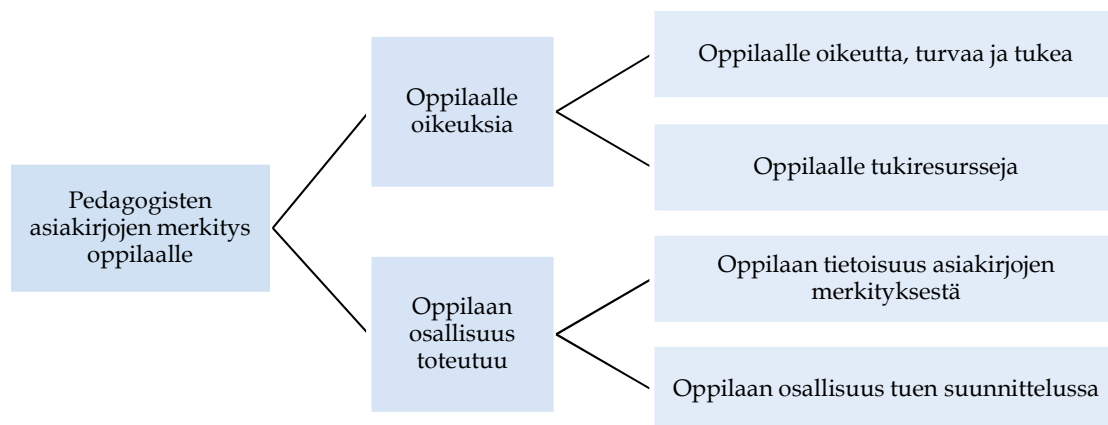 Pedagogisten
asiakirjojen merkitys
oppilaalle
Oppilaalle
oikeuksia
Oppilaan
osallisuus
toteutuu
Oppilaalle oikeutta, turvaa ja tukea
Oppilaalle tukiresursseja
Oppilaan tietoisuus asiakirjojen
merkityksestä
Oppilaan osallisuus tuen suunnittelussa